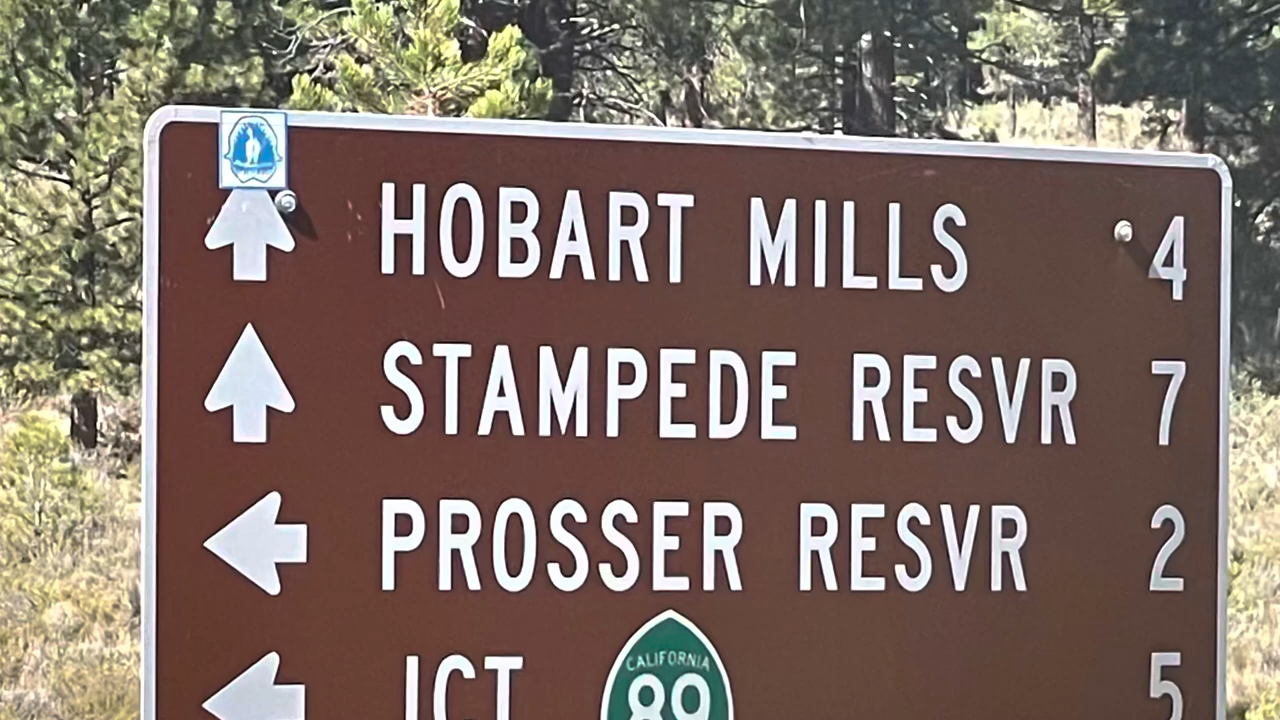 HOBART MILLS 4
STAMPEDE RESVR 7
PROSSER RESVR 2
CALIFORNIA
JCT 89 5